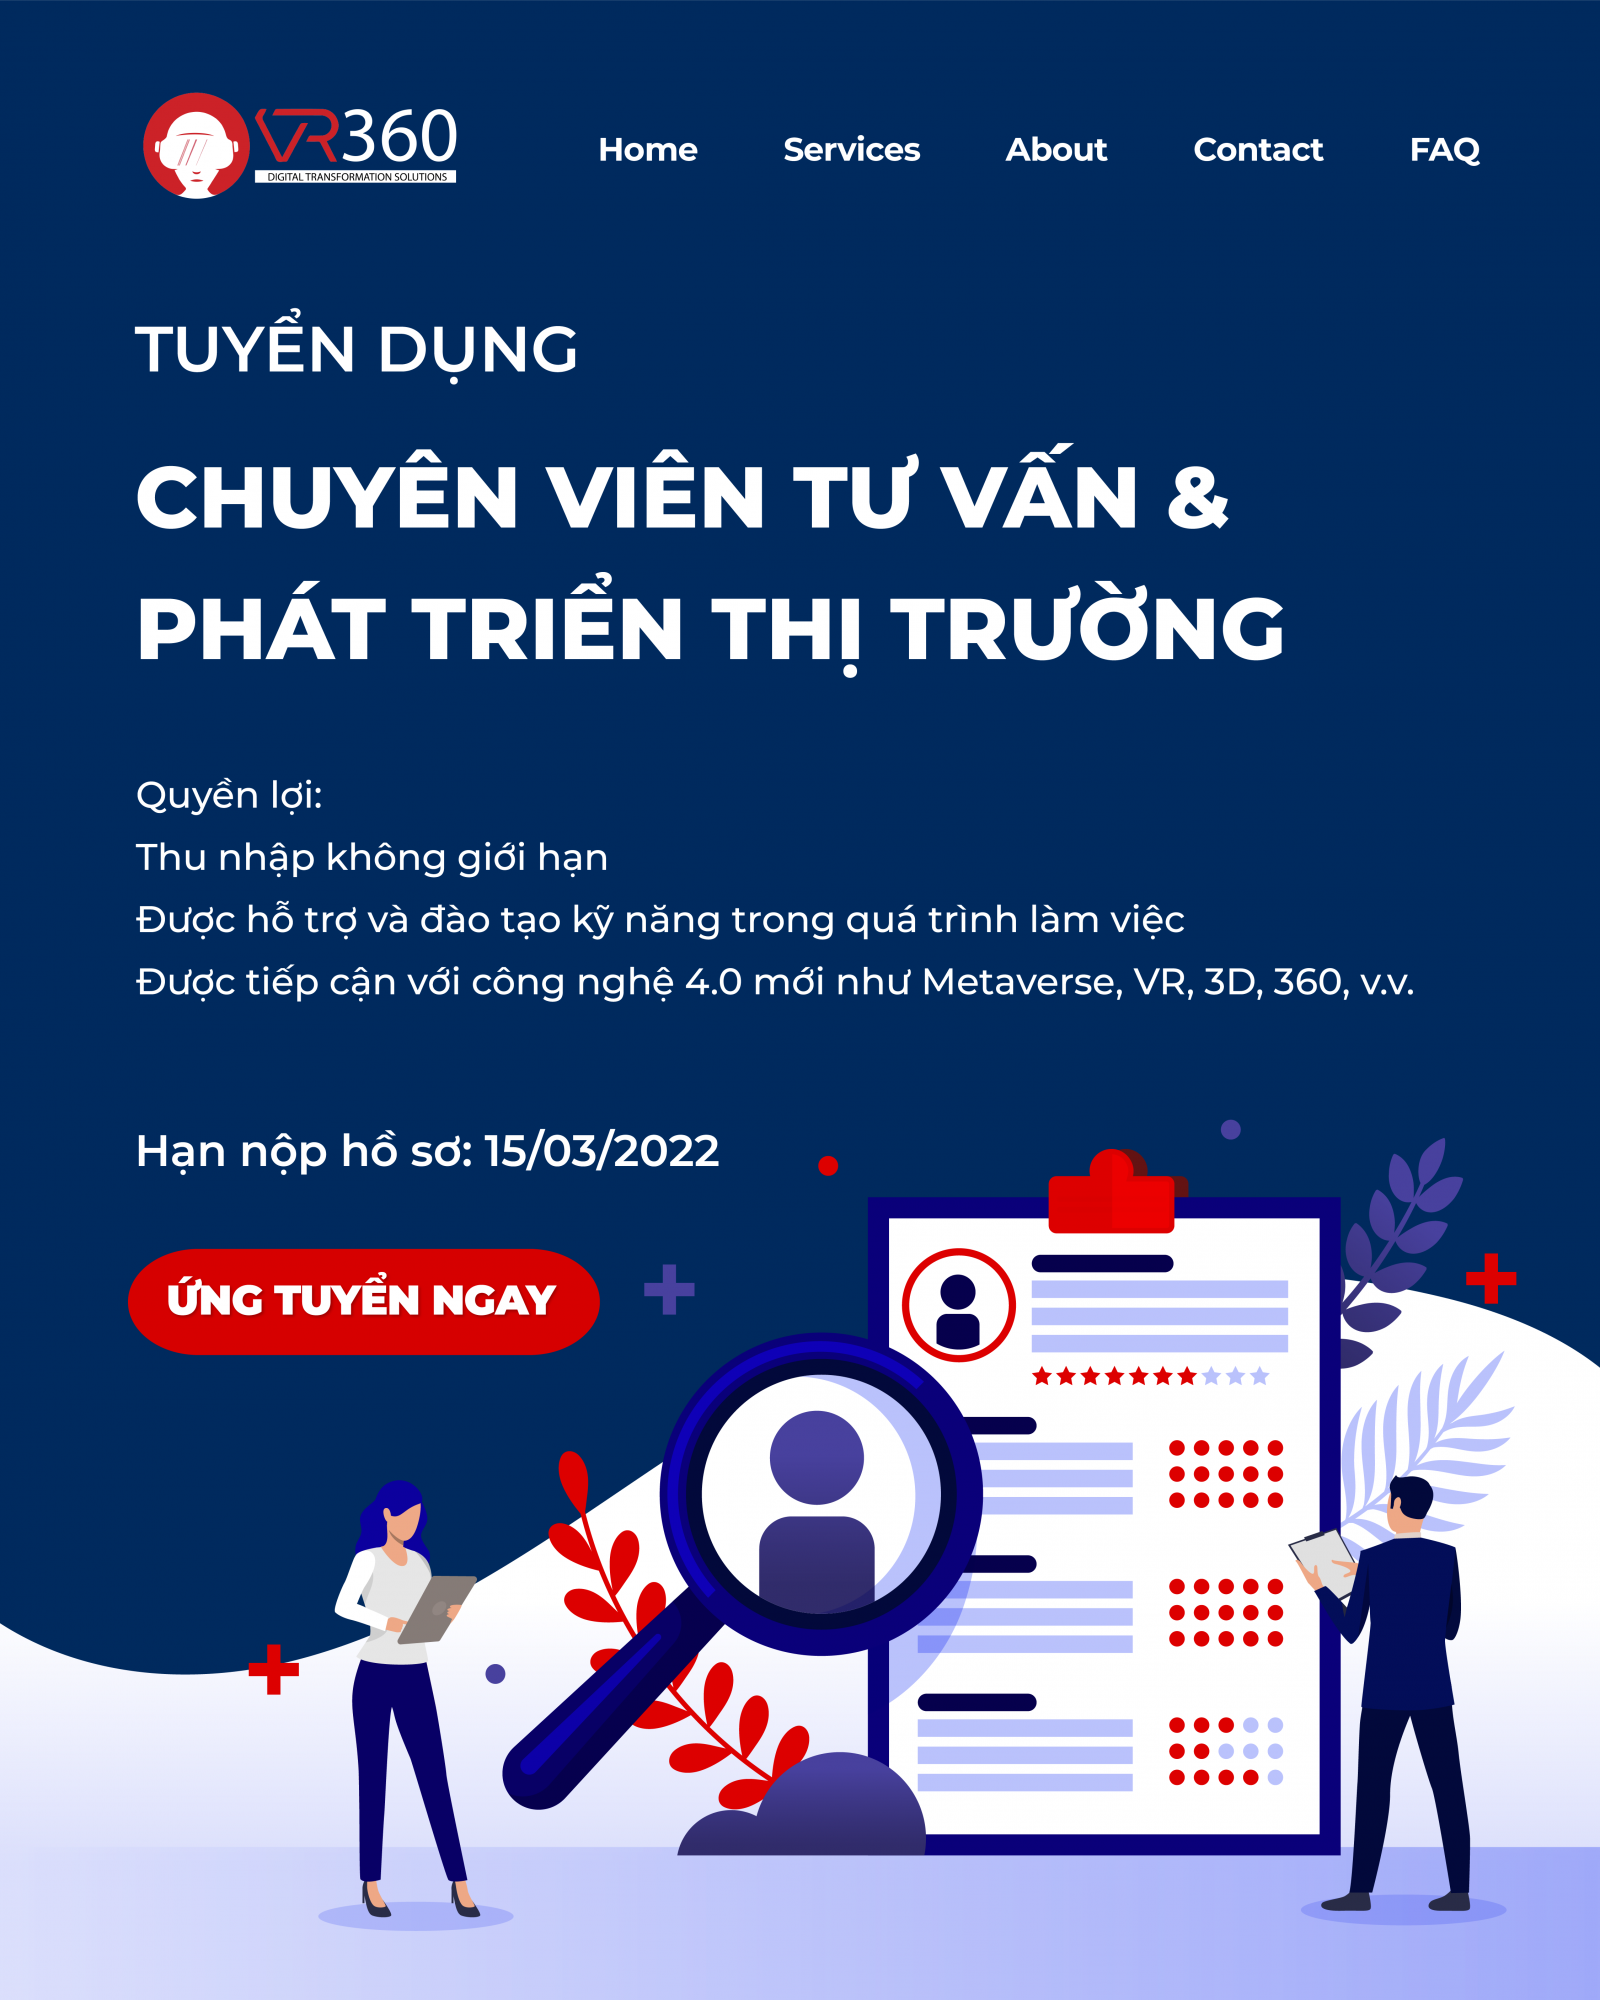 VR360
DIGITAL TRANSFORMATION SOLUTIONS
Home Services About Contact FAQ
TUYỂN DỤNG
CHUYÊN VIÊN TƯ VẤN &
PHÁT TRIỂN THỊ TRƯỜNG
Quyền lợi:
Thu nhập không giới hạn
Được hỗ trợ và đào tạo kỹ năng trong quá trình làm việc
Được tiếp cận với công nghệ 4.0 mới như Metaverse, VR, 3D, 360, v.v.
Hạn nộp hồ sơ: 15/03/2022
ỨNG TUYỂN NGAY